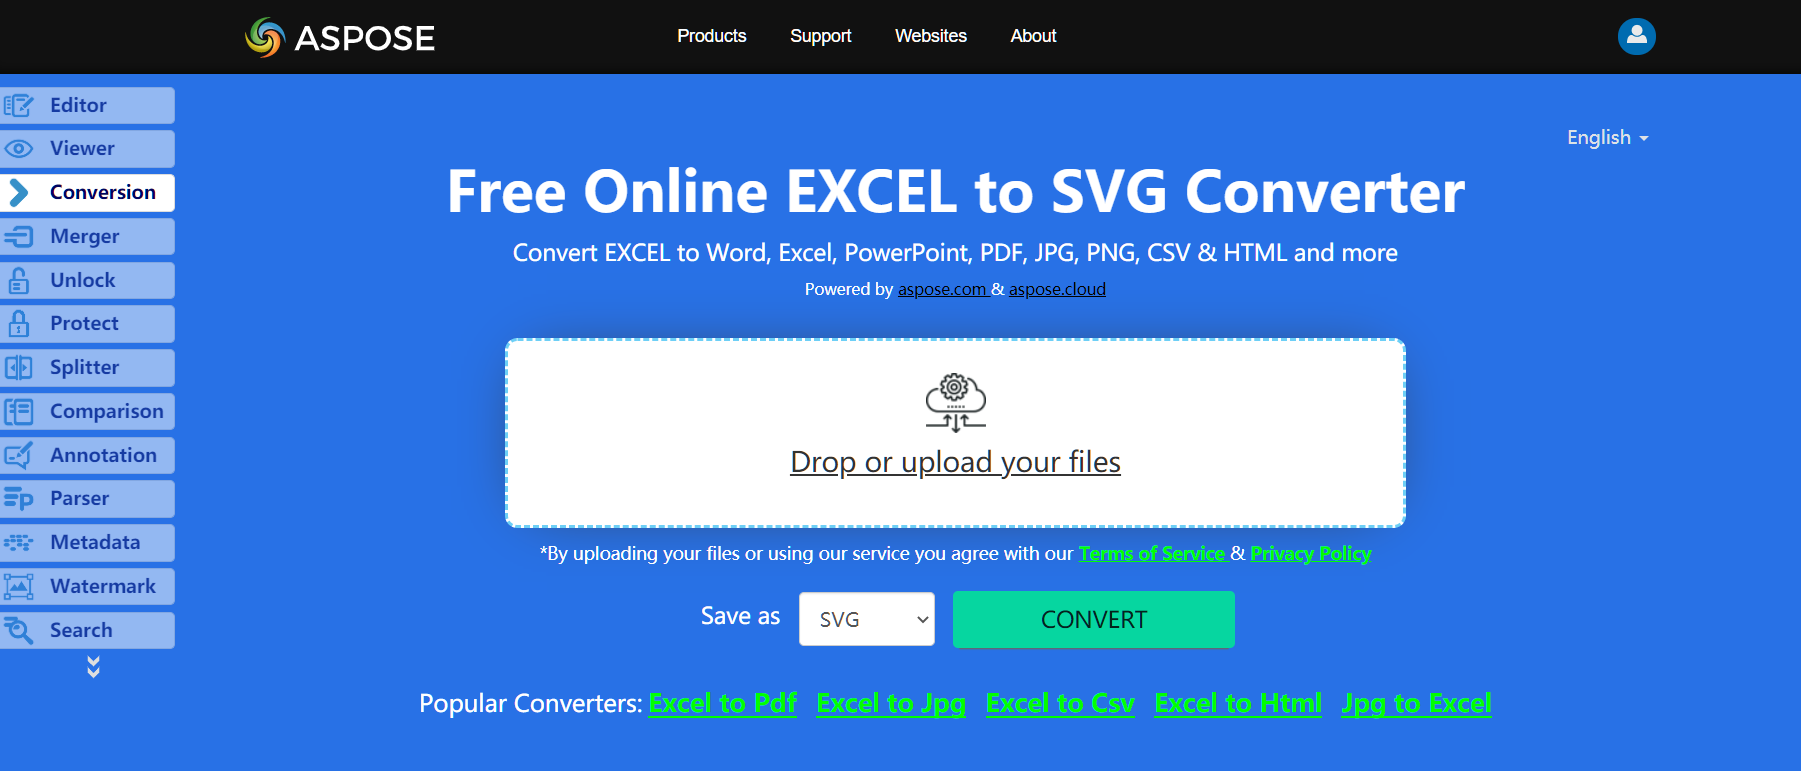 ASPOSE
Products Support Websites About
Editor
Viewer
Conversion
Merger
Unlock
Protect
Splitter
Comparison
Annotation
Parser
Metadata
Watermark
Search
English
Free Online EXCEL to SVG Converter
Convert EXCEL to Word, Excel, PowerPoint, PDF, JPG, PNG, CSV & HTML and more
Powered by aspose.com & aspose.cloud
Drop or upload your files
*By uploading your files or using our service you agree with our Terms of Service & Privacy Policy
Save as SVG CONVERT
Popular Converters: Excel to Pdf Excel to Jpg Excel to Csv Excel to Html Jpg to Excel